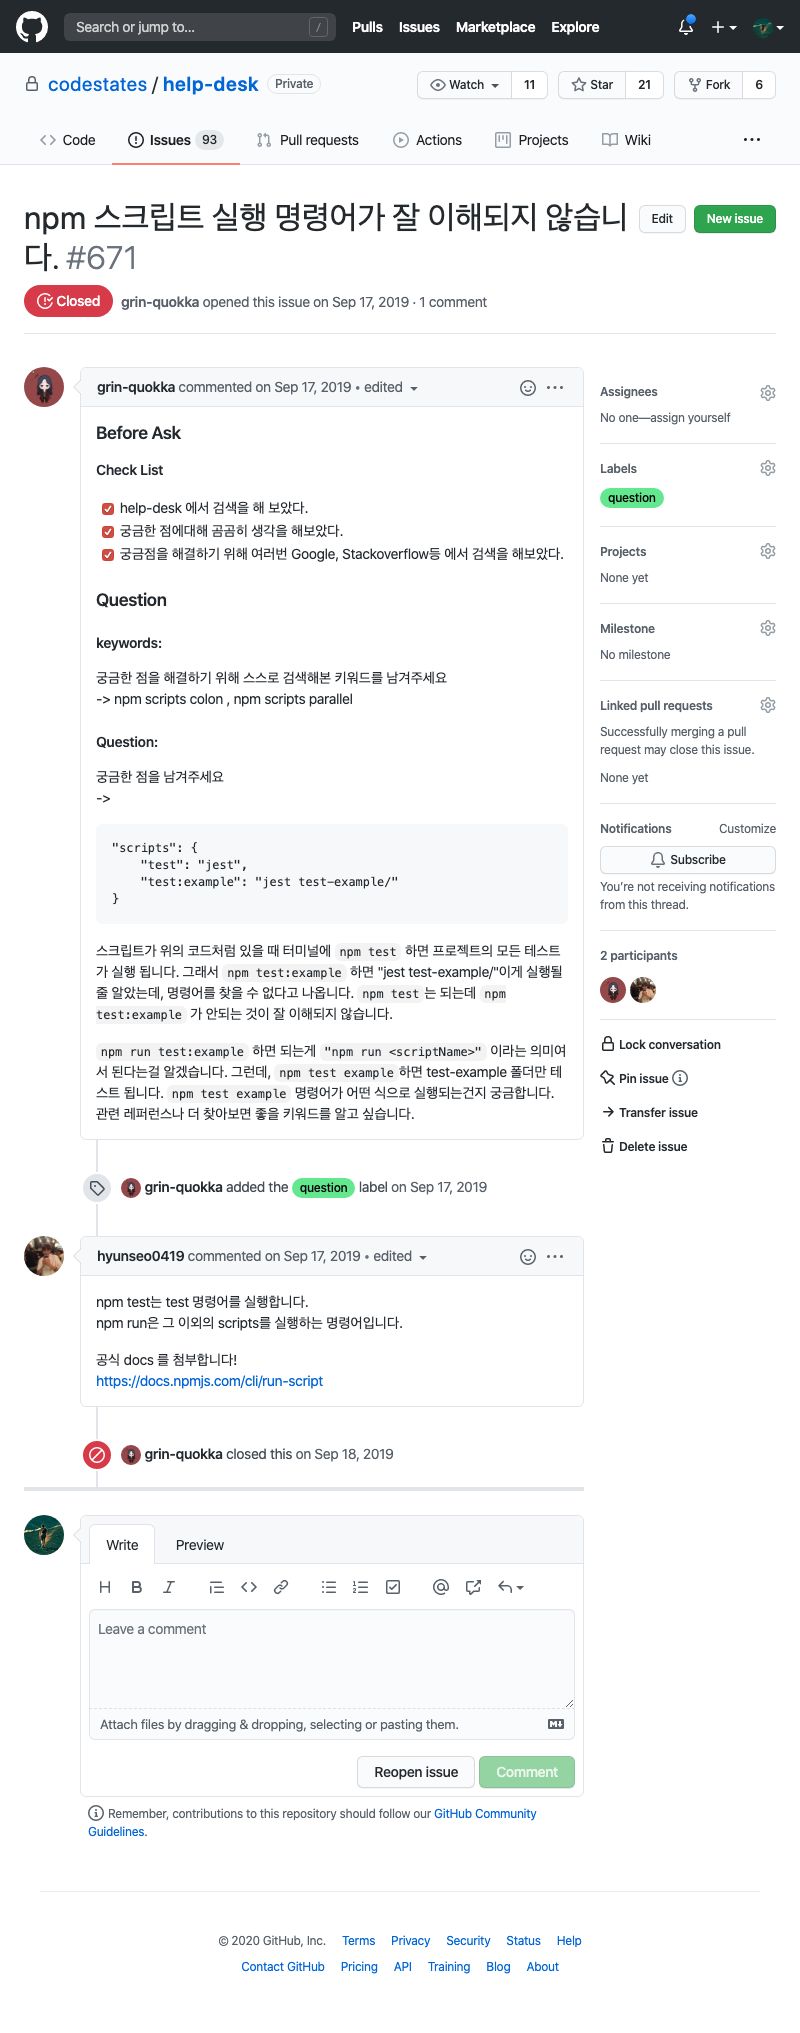 Search or jump to... /
Pulls Issues Marketplace Explore
codestates / help-desk Private
Watch 11 Star 21 Fork 6
Code Issues 93 Pull requests Actions Projects Wiki ...
npm 스크립트 실행 명령어가 잘 이해되지 않습니
다. #671
Edit New issue
Closed grin-quokka opened this issue on Sep 17, 2019 · 1 comment
grin-quokka commented on Sep 17, 2019 • edited
Before Ask
Check List
help-desk 에서 검색을 해 보았다.
궁금한 점에대해 곰곰히 생각을 해보았다.
궁금점을 해결하기 위해 여러번 Google, Stackoverflow등 에서 검색을 해보았다.
Question
keywords:
궁금한 점을 해결하기 위해 스스로 검색해본 키워드를 남겨주세요
-> npm scripts colon , npm scripts parallel
Question:
궁금한 점을 남겨주세요
->
"scripts": {
"test": "jest",
"test:example": "jest test-example/"
}
스크립트가 위의 코드처럼 있을 때 터미널에 npm test 하면 프로젝트의 모든 테스트
가 실행 됩니다. 그래서 npm test:example 하면 "jest test-example/"이게 실행될
줄 알았는데, 명령어를 찾을 수 없다고 나옵니다. npm test 는 되는데 npm
test:example 가 안되는 것이 잘 이해되지 않습니다.
npm run test:example 하면 되는게 "npm run <scriptName>" 이라는 의미여
서 된다는걸 알겠습니다. 그런데, npm test example 하면 test-example 폴더만 테
스트 됩니다. npm test example 명령어가 어떤 식으로 실행되는건지 궁금합니다.
관련 레퍼런스나 더 찾아보면 좋을 키워드를 알고 싶습니다.
grin-quokka added the question label on Sep 17, 2019
hyunseo0419 commented on Sep 17, 2019 • edited
npm test는 test 명령어를 실행합니다.
npm run은 그 이외의 scripts를 실행하는 명령어입니다.
공식 docs 를 첨부합니다!
https://docs.npmjs.com/cli/run-script
grin-quokka closed this on Sep 18, 2019
Assignees
No one—assign yourself
Labels
question
Projects
None yet
Milestone
No milestone
Linked pull requests
Successfully merging a pull
request may close this issue.
None yet
Notifications Customize
Subscribe
You're not receiving notifications
from this thread.
2 participants
Lock conversation
Pin issue
Transfer issue
Delete issue
Write Preview
H B I
Leave a comment
Attach files by dragging & dropping, selecting or pasting them.
Reopen issue Comment
Remember, contributions to this repository should follow our GitHub Community
Guidelines.
© 2020 GitHub, Inc. Terms Privacy Security Status Help
Contact GitHub Pricing API Training Blog About